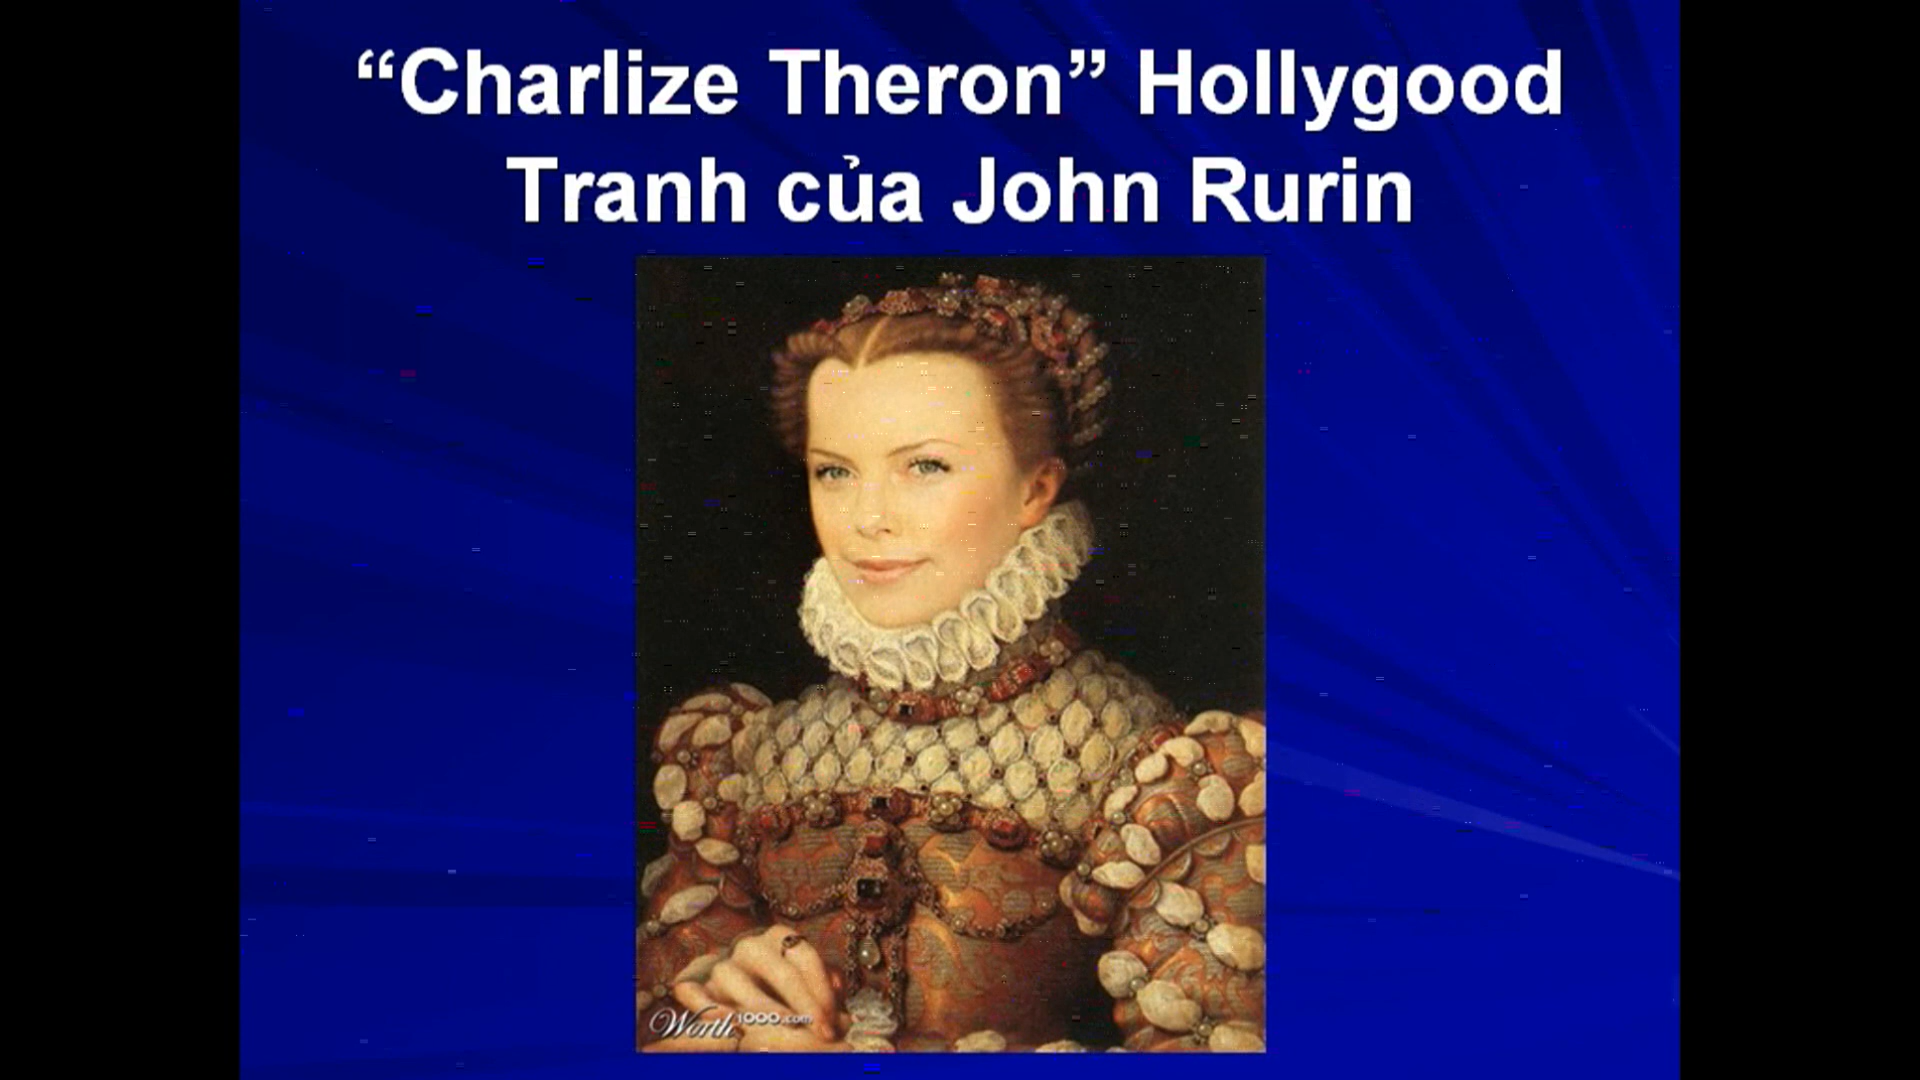 “Charlize Theron” Hollygood
Tranh của John Rurin
Worth1000.com